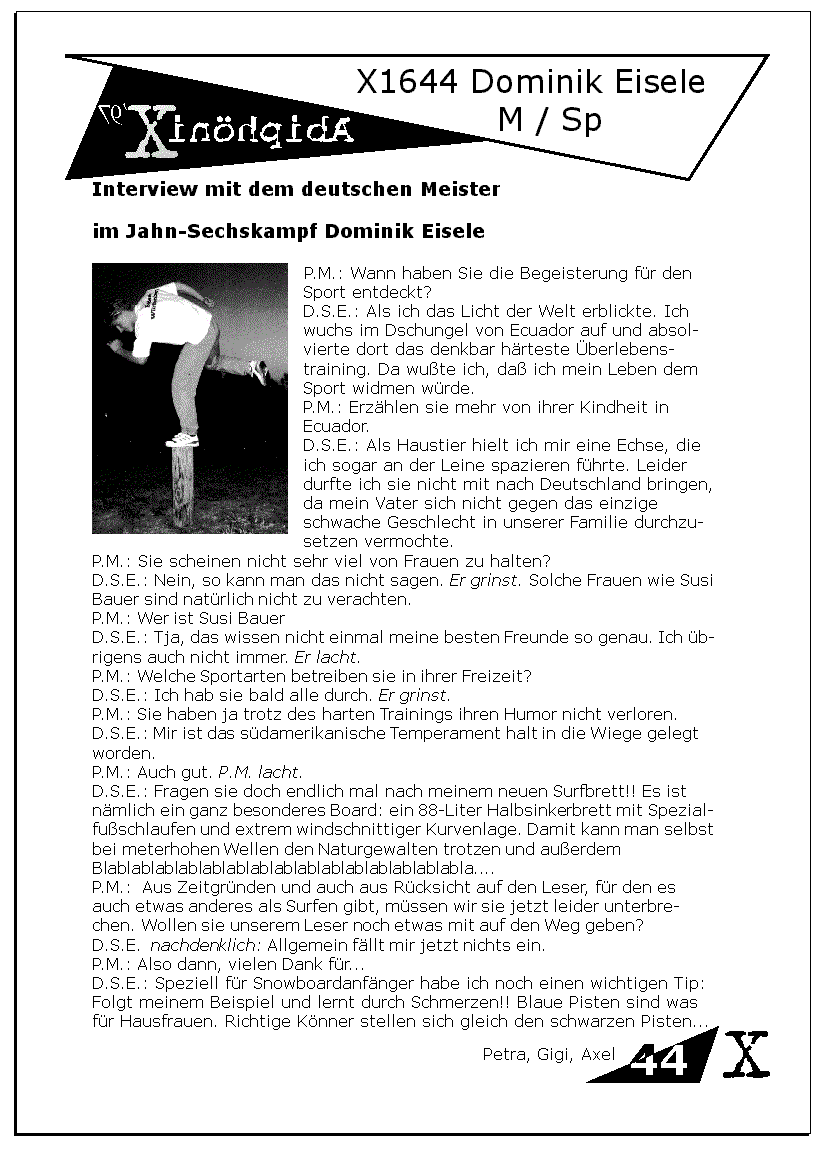 X1644 Dominik Eisele
M / Sp
AbiphöniX '97
Interview mit dem deutschen Meister
im Jahn-Sechskampf Dominik Eisele
P.M.: Wann haben Sie die Begeisterung für den
Sport entdeckt?
D.S.E.: Als ich das Licht der Welt erblickte. Ich
wuchs im Dschungel von Ecuador auf und absol-
vierte dort das denkbar härteste Überlebens-
training. Da wußte ich, daß ich mein Leben dem
Sport widmen würde.
P.M.: Erzählen sie mehr von ihrer Kindheit in
Ecuador.
D.S.E.: Als Haustier hielt ich mir eine Echse, die
ich sogar an der Leine spazieren führte. Leider
durfte ich sie nicht mit nach Deutschland bringen,
da mein Vater sich nicht gegen das einzige
schwache Geschlecht in unserer Familie durchzu-
setzen vermochte.
P.M.: Sie scheinen nicht sehr viel von Frauen zu halten?
D.S.E.: Nein, so kann man das nicht sagen. Er grinst. Solche Frauen wie Susi
Bauer sind natürlich nicht zu verachten.
P.M.: Wer ist Susi Bauer
D.S.E.: Tja, das wissen nicht einmal meine besten Freunde so genau. Ich üb-
rigens auch nicht immer. Er lacht.
P.M.: Welche Sportarten betreiben sie in ihrer Freizeit?
D.S.E.: Ich hab sie bald alle durch. Er grinst.
P.M.: Sie haben ja trotz des harten Trainings ihren Humor nicht verloren.
D.S.E.: Mir ist das südamerikanische Temperament halt in die Wiege gelegt
worden.
P.M.: Auch gut. P.M. lacht.
D.S.E.: Fragen sie doch endlich mal nach meinem neuen Surfbrett!! Es ist
nämlich ein ganz besonderes Board: ein 88-Liter Halbsinkerbrett mit Spezial-
fußschlaufen und extrem windschnittiger Kurvenlage. Damit kann man selbst
bei meterhohen Wellen den Naturgewalten trotzen und außerdem
Blablablablablablablablablablablablablablablabla....
P.M.:  Aus Zeitgründen und auch aus Rücksicht auf den Leser, für den es
auch etwas anderes als Surfen gibt, müssen wir sie jetzt leider unterbre-
chen. Wollen sie unserem Leser noch etwas mit auf den Weg geben?
D.S.E.  nachdenklich: Allgemein fällt mir jetzt nichts ein.
P.M.: Also dann, vielen Dank für...
D.S.E.: Speziell für Snowboardanfänger habe ich noch einen wichtigen Tip:
Folgt meinem Beispiel und lernt durch Schmerzen!! Blaue Pisten sind was
für Hausfrauen. Richtige Könner stellen sich gleich den schwarzen Pisten...
Petra, Gigi, Axel
44 X